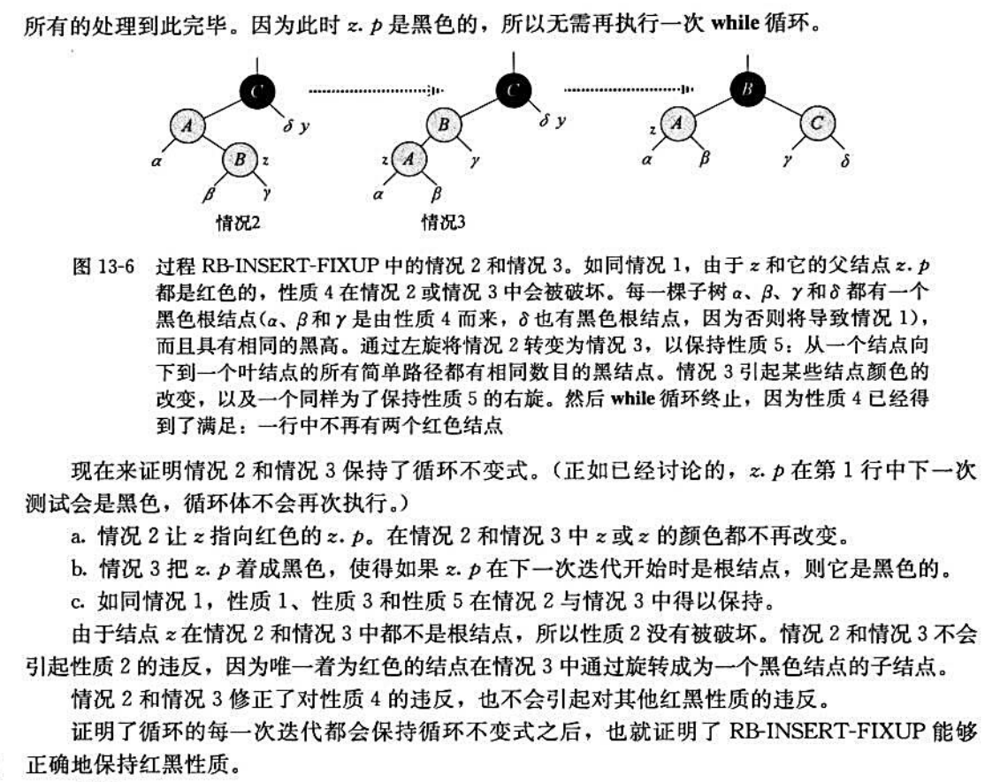 所有的处理到此完毕。因为此时 z. p 是黑色的，所以无需再执行一次 while 循环。
C C B
A δ y B δ y z A C
α B z z A γ α β γ δ
β γ α β
情况2 情况3
图 13-6 过程 RB-INSERT-FIXUP 中的情况 2 和情况 3。如同情况 1，由于 z 和它的父结点 z. p
都是红色的，性质 4 在情况 2 或情况 3 中会被破坏。每一棵子树 α、β、γ 和 δ 都有一个
黑色根结点(α、β 和 γ 是由性质 4 而来，δ 也有黑色根结点，因为否则将导致情况 1)，
而且具有相同的黑高。通过左旋将情况 2 转变为情况 3，以保持性质 5：从一个结点向
下到一个叶结点的所有简单路径都有相同数目的黑结点。情况 3 引起某些结点颜色的
改变，以及一个同样为了保持性质 5 的右旋。然后 while 循环终止，因为性质 4 已经得
到了满足：一行中不再有两个红色结点
现在来证明情况 2 和情况 3 保持了循环不变式。(正如已经讨论的，z. p 在第 1 行中下一次
测试会是黑色，循环体不会再次执行。)
a. 情况 2 让 z 指向红色的 z. p。在情况 2 和情况 3 中 z 或 z 的颜色都不再改变。
b. 情况 3 把 z. p 着成黑色，使得如果 z. p 在下一次迭代开始时是根结点，则它是黑色的。
c. 如同情况 1，性质 1、性质 3 和性质 5 在情况 2 与情况 3 中得以保持。
由于结点 z 在情况 2 和情况 3 中都不是根结点，所以性质 2 没有被破坏。情况 2 和情况 3 不会
引起性质 2 的违反，因为唯一着为红色的结点在情况 3 中通过旋转成为一个黑色结点的子结点。
情况 2 和情况 3 修正了对性质 4 的违反，也不会引起对其他红黑性质的违反。
证明了循环的每一次迭代都会保持循环不变式之后，也就证明了 RB-INSERT-FIXUP 能够
正确地保持红黑性质。